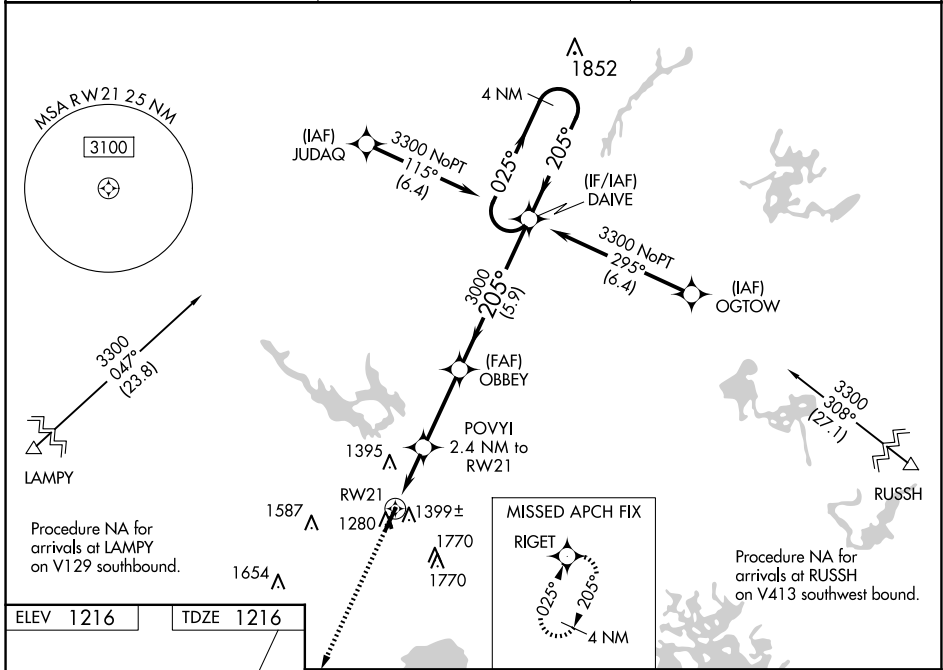 MSA RW21 25 NM
3100
1852
4 NM
(IAF)
JUDAQ
3300 NoPT
115°
(6.4)
025°
205°
(IF/IAF)
DAIVE
3300 NoPT
295°
(6.4)
(IAF)
OGTOW
3000
205°
(5.9)
(FAF)
OBBEY
3300
047°
(23.8)
LAMPY
3300
308°
(27.1)
RUSSH
POVYI
2.4 NM to
RW21
1395
RW21
1587
1280
1399±
1770
1770
1654
Procedure NA for
arrivals at LAMPY
on V129 southbound.
MISSED APCH FIX
RIGET
025°
205°
4 NM
Procedure NA for
arrivals at RUSSH
on V413 southwest bound.
ELEV 1216
TDZE 1216